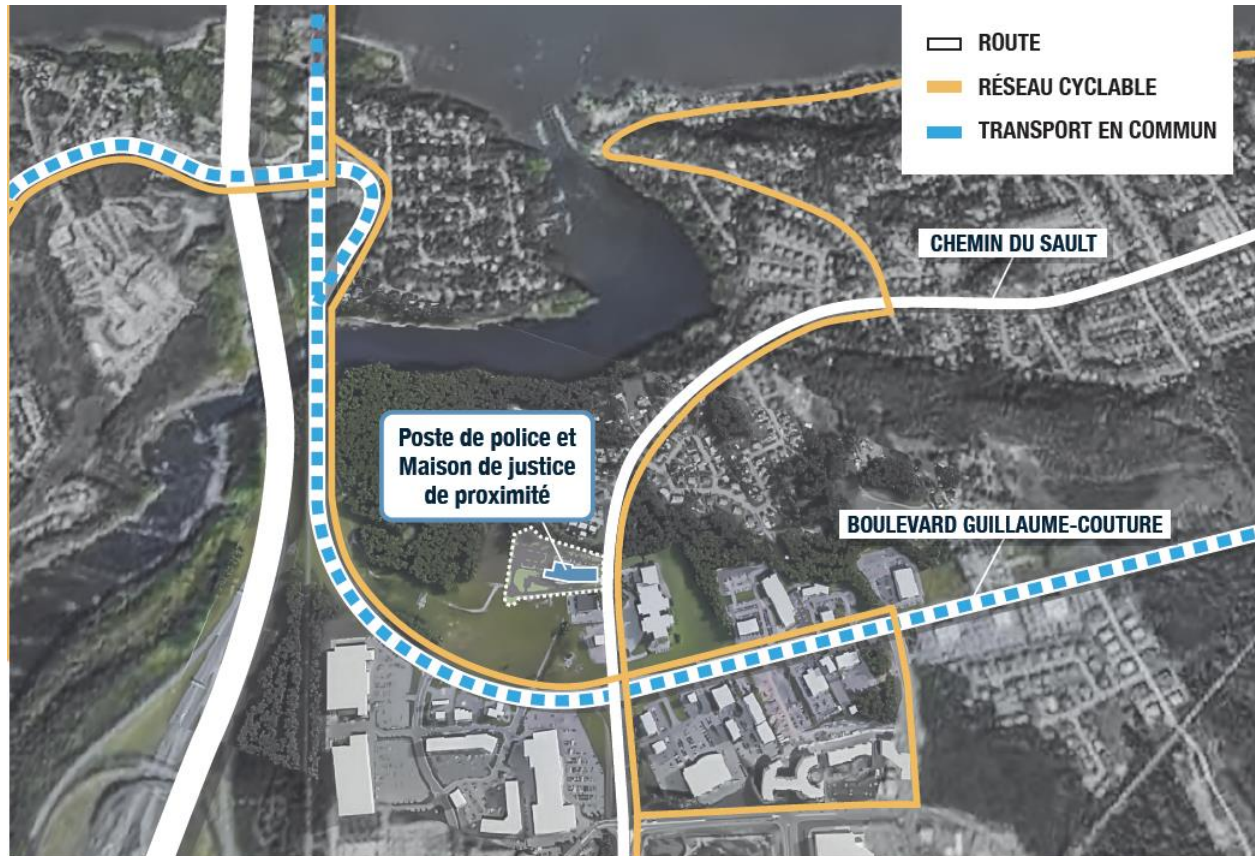 ROUTE
RÉSEAU CYCLABLE
TRANSPORT EN COMMUN
CHEMIN DU SAULT
Poste de police et
Maison de justice
de proximité
BOULEVARD GUILLAUME-COUTURE